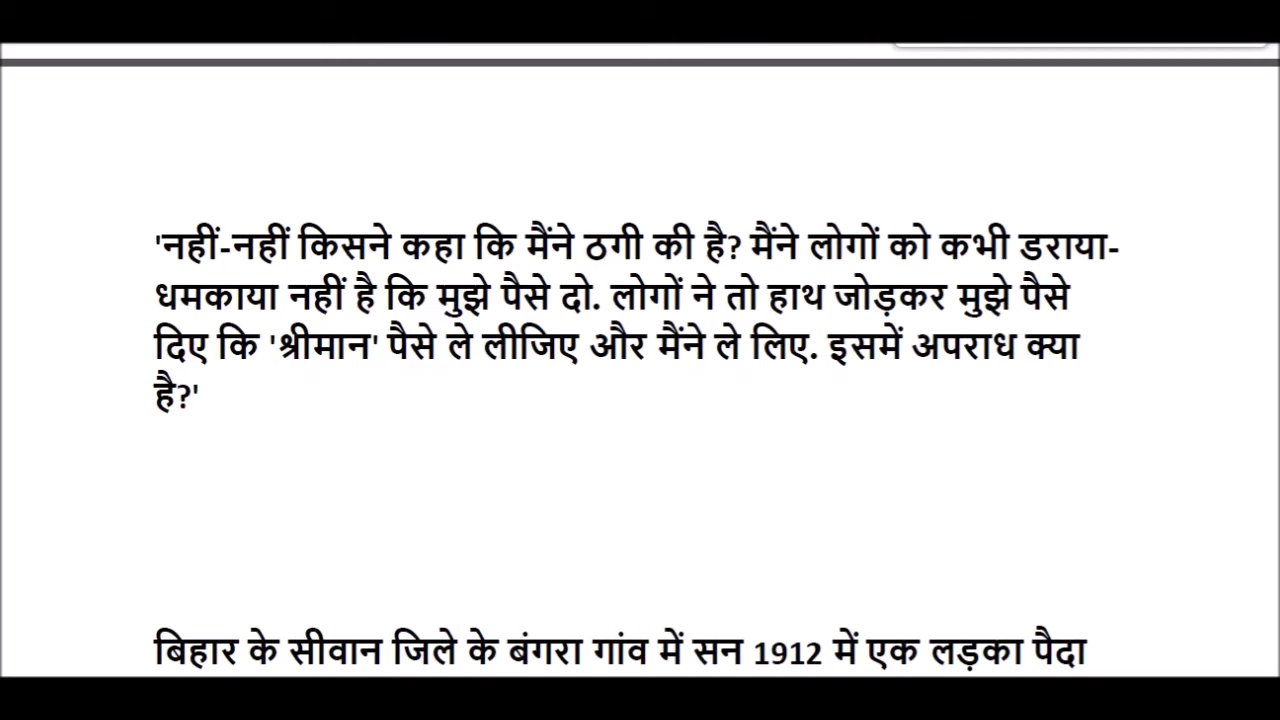 'नहीं-नहीं किसने कहा कि मैंने ठगी की है? मैंने लोगों को कभी डराया-
धमकाया नहीं है कि मुझे पैसे दो. लोगों ने तो हाथ जोड़कर मुझे पैसे
दिए कि 'श्रीमान' पैसे ले लीजिए और मैंने ले लिए. इसमें अपराध क्या
है?'
बिहार के सीवान जिले के बंगरा गांव में सन 1912 में एक लड़का पैदा